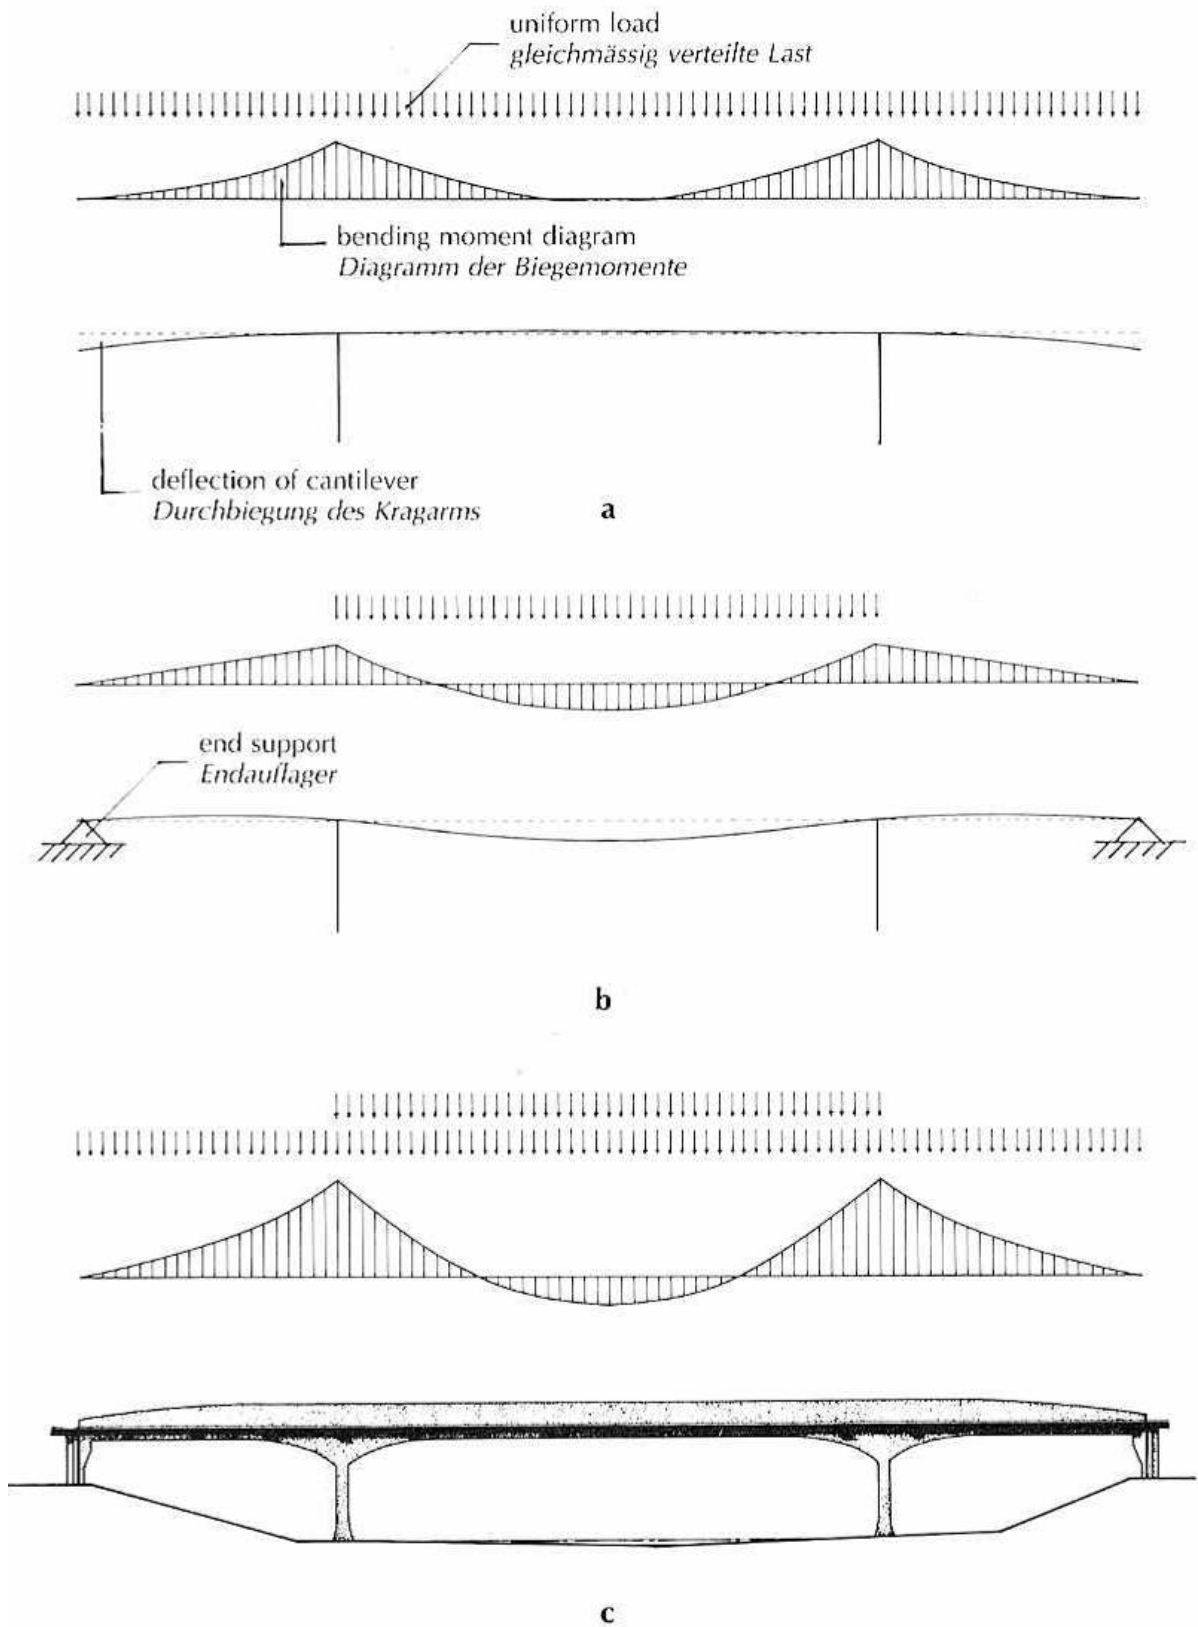 uniform load
gleichmässig verteilte Last
bending moment diagram
Diagramm der Biegemomente
deflection of cantilever
Durchbiegung des Kragarms
a
end support
Endauflager
b
c